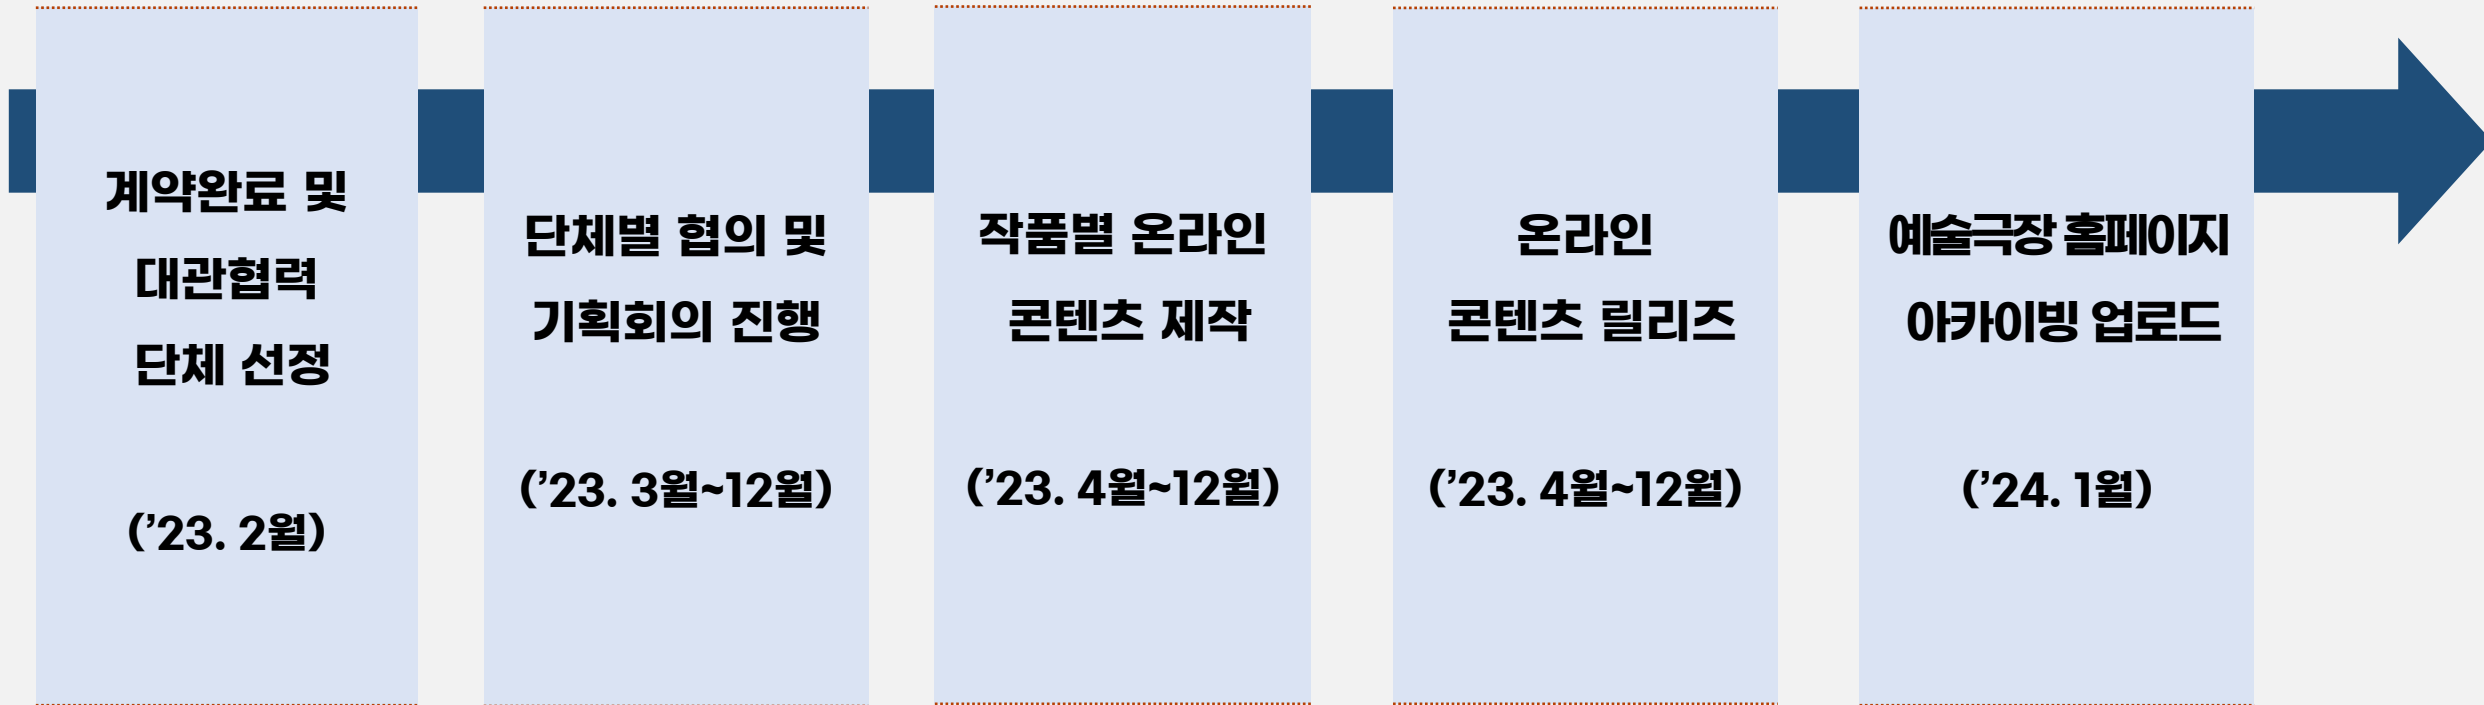 계약완료 및
대관협력
단체 선정
(’23. 2월)
단체별 협의 및
기획회의 진행
(’23. 3월~12월)
작품별 온라인
콘텐츠 제작
(’23. 4월~12월)
온라인
콘텐츠 릴리즈
(’23. 4월~12월)
예술극장 홈페이지
아카이빙 업로드
(’24. 1월)